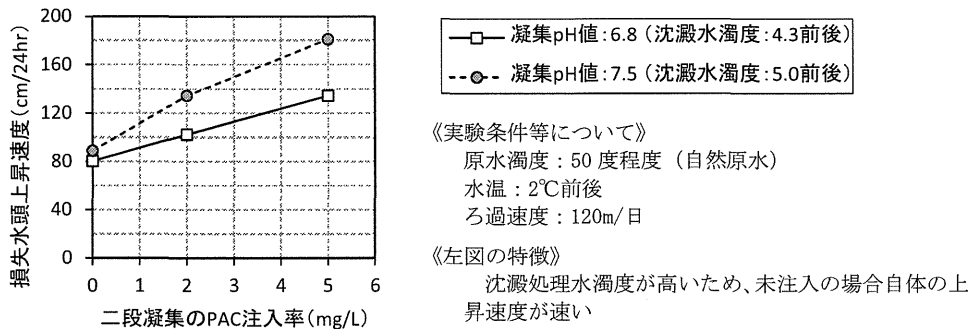 損失水頭上昇速度(cm/24hr)
200
160
120
80
40
0
0 1 2 3 4 5 6
二段凝集のPAC注入率(mg/L)
凝集pH値：6.8（沈澱水濁度：4.3前後）
凝集pH値：7.5（沈澱水濁度：5.0前後）
《実験条件等について》
原水濁度：50 度程度（自然原水）
水温：2℃前後
ろ過速度：120m/日
《左図の特徴》
沈澱処理水濁度が高いため、未注入の場合自体の上
昇速度が速い